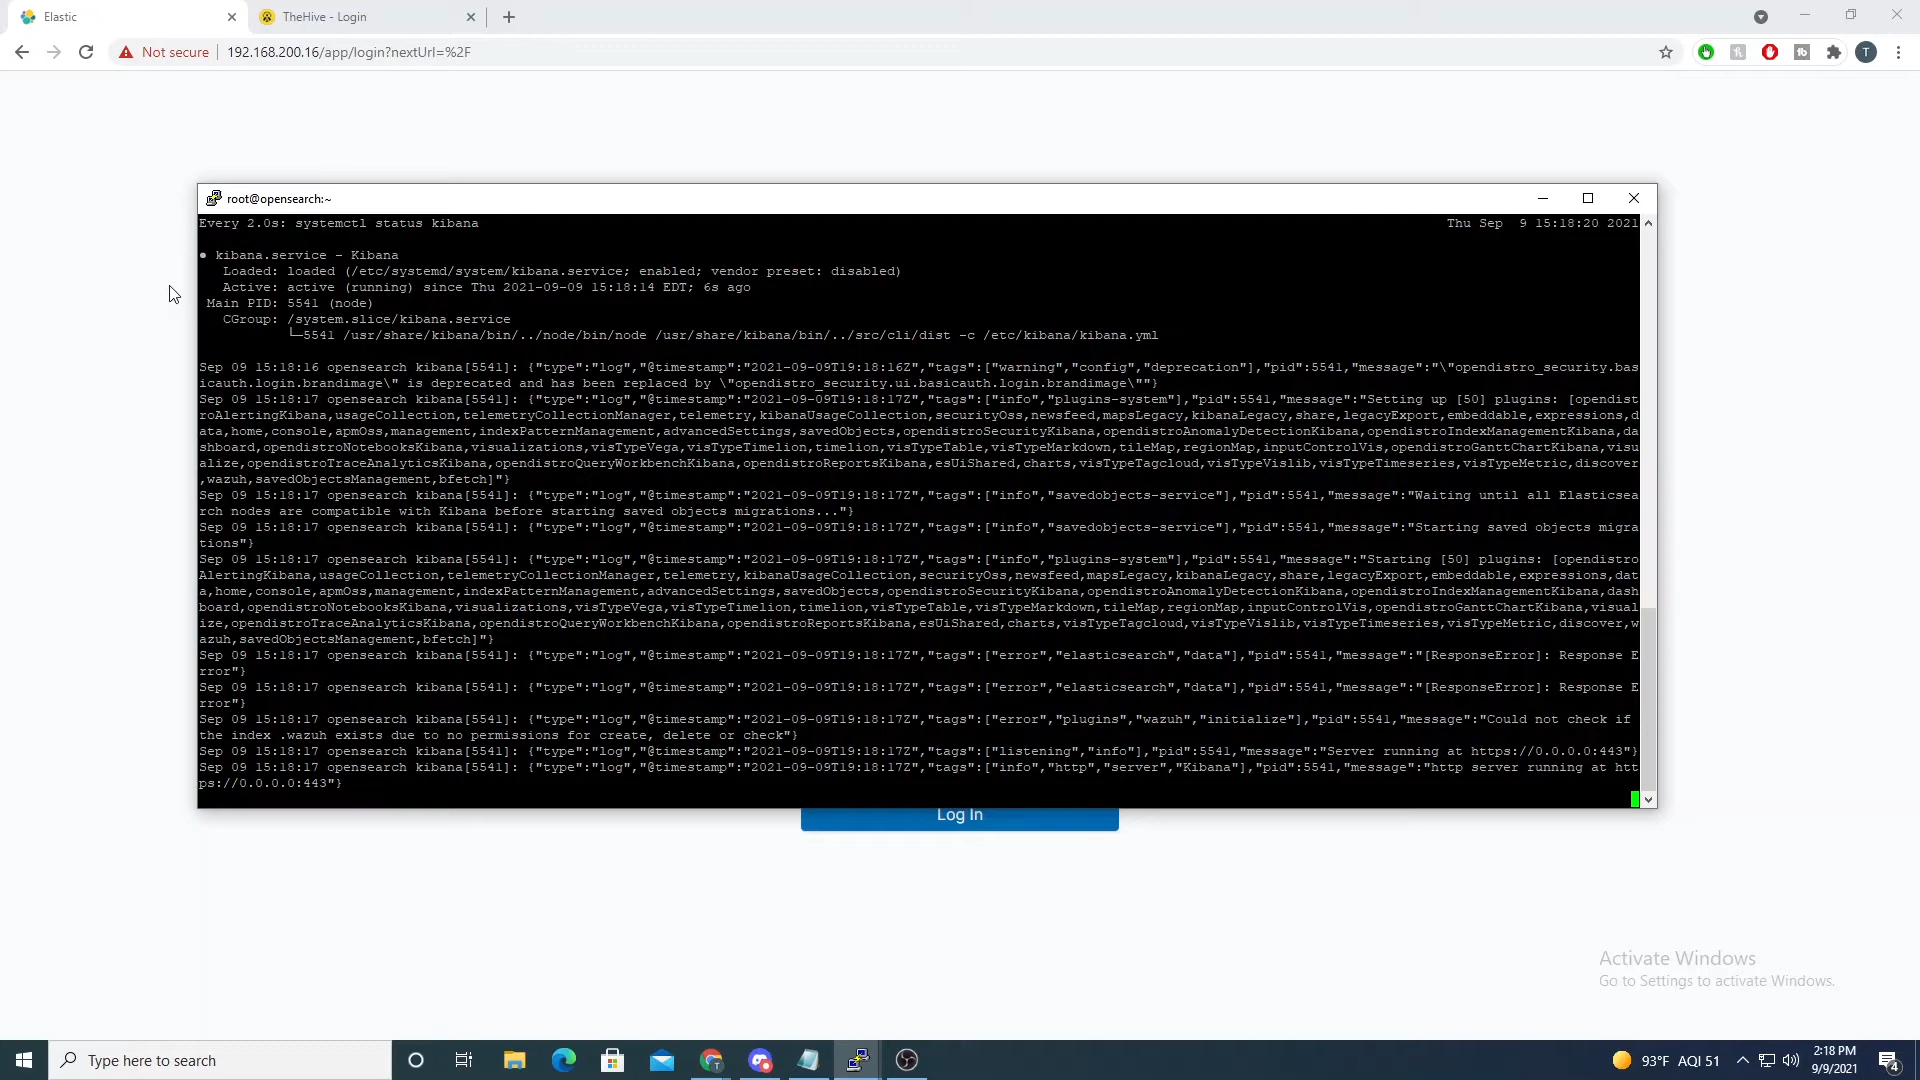 Elastic
TheHive - Login
Not secure
192.168.200.16/app/login?nextUrl=%2F
T
root@opensearch:~
Every 2.0s: systemctl status kibana
Thu Sep  9 15:18:20 2021
● kibana.service - Kibana
Loaded: loaded (/etc/systemd/system/kibana.service; enabled; vendor preset: disabled)
Active: active (running) since Thu 2021-09-09 15:18:14 EDT; 6s ago
Main PID: 5541 (node)
CGroup: /system.slice/kibana.service
└─5541 /usr/share/kibana/bin/../node/bin/node /usr/share/kibana/bin/../src/cli/dist -c /etc/kibana/kibana.yml
Sep 09 15:18:16 opensearch kibana[5541]: {"type":"log","@timestamp":"2021-09-09T19:18:16Z","tags":["warning","config","deprecation"],"pid":5541,"message":"\"opendistro_security.bas
icauth.login.brandimage\" is deprecated and has been replaced by \"opendistro_security.ui.basicauth.login.brandimage\""}
Sep 09 15:18:17 opensearch kibana[5541]: {"type":"log","@timestamp":"2021-09-09T19:18:17Z","tags":["info","plugins-system"],"pid":5541,"message":"Setting up [50] plugins: [opendist
roAlertingKibana,usageCollection,telemetryCollectionManager,telemetry,kibanaUsageCollection,securityOss,newsfeed,mapsLegacy,kibanaLegacy,share,legacyExport,embeddable,expressions,d
ata,home,console,apmOss,management,indexPatternManagement,advancedSettings,savedObjects,opendistroSecurityKibana,opendistroAnomalyDetectionKibana,opendistroIndexManagementKibana,da
shboard,opendistroNotebooksKibana,visualizations,visTypeVega,visTypeTimelion,timelion,visTypeTable,visTypeMarkdown,tileMap,regionMap,inputControlVis,opendistroGanttChartKibana,visu
alize,opendistroTraceAnalyticsKibana,opendistroQueryWorkbenchKibana,opendistroReportsKibana,esUiShared,charts,visTypeTagcloud,visTypeVislib,visTypeTimeseries,visTypeMetric,discover
,wazuh,savedObjectsManagement,bfetch]"}
Sep 09 15:18:17 opensearch kibana[5541]: {"type":"log","@timestamp":"2021-09-09T19:18:17Z","tags":["info","savedobjects-service"],"pid":5541,"message":"Waiting until all Elasticsea
rch nodes are compatible with Kibana before starting saved objects migrations..."}
Sep 09 15:18:17 opensearch kibana[5541]: {"type":"log","@timestamp":"2021-09-09T19:18:17Z","tags":["info","savedobjects-service"],"pid":5541,"message":"Starting saved objects migra
tions"}
Sep 09 15:18:17 opensearch kibana[5541]: {"type":"log","@timestamp":"2021-09-09T19:18:17Z","tags":["info","plugins-system"],"pid":5541,"message":"Starting [50] plugins: [opendistro
AlertingKibana,usageCollection,telemetryCollectionManager,telemetry,kibanaUsageCollection,securityOss,newsfeed,mapsLegacy,kibanaLegacy,share,legacyExport,embeddable,expressions,dat
a,home,console,apmOss,management,indexPatternManagement,advancedSettings,savedObjects,opendistroSecurityKibana,opendistroAnomalyDetectionKibana,opendistroIndexManagementKibana,dash
board,opendistroNotebooksKibana,visualizations,visTypeVega,visTypeTimelion,timelion,visTypeTable,visTypeMarkdown,tileMap,regionMap,inputControlVis,opendistroGanttChartKibana,visual
ize,opendistroTraceAnalyticsKibana,opendistroQueryWorkbenchKibana,opendistroReportsKibana,esUiShared,charts,visTypeTagcloud,visTypeVislib,visTypeTimeseries,visTypeMetric,discover,w
azuh,savedObjectsManagement,bfetch]"}
Sep 09 15:18:17 opensearch kibana[5541]: {"type":"log","@timestamp":"2021-09-09T19:18:17Z","tags":["error","elasticsearch","data"],"pid":5541,"message":"[ResponseError]: Response E
rror"}
Sep 09 15:18:17 opensearch kibana[5541]: {"type":"log","@timestamp":"2021-09-09T19:18:17Z","tags":["error","elasticsearch","data"],"pid":5541,"message":"[ResponseError]: Response E
rror"}
Sep 09 15:18:17 opensearch kibana[5541]: {"type":"log","@timestamp":"2021-09-09T19:18:17Z","tags":["error","plugins","wazuh","initialize"],"pid":5541,"message":"Could not check if
the index .wazuh exists due to no permissions for create, delete or check"}
Sep 09 15:18:17 opensearch kibana[5541]: {"type":"log","@timestamp":"2021-09-09T19:18:17Z","tags":["listening","info"],"pid":5541,"message":"Server running at https://0.0.0.0:443"}
Sep 09 15:18:17 opensearch kibana[5541]: {"type":"log","@timestamp":"2021-09-09T19:18:17Z","tags":["info","http","server","Kibana"],"pid":5541,"message":"http server running at htt
ps://0.0.0.0:443"}
Log In
Activate Windows
Go to Settings to activate Windows.
Type here to search
93°F AQI 51
2:18 PM
9/9/2021
4